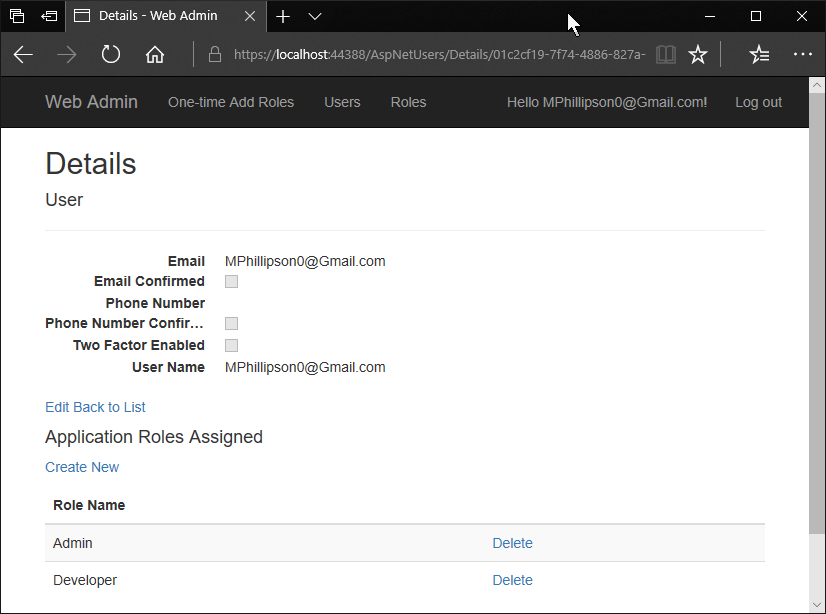 Details - Web Admin
https://localhost:44388/AspNetUsers/Details/01c2cf19-7f74-4886-827a-
Web Admin One-time Add Roles Users Roles Hello MPhillipson0@Gmail.com! Log out
Details
User
Email MPhillipson0@Gmail.com
Email Confirmed
Phone Number
Phone Number Confir...
Two Factor Enabled
User Name MPhillipson0@Gmail.com
Edit Back to List
Application Roles Assigned
Create New
Role Name
Admin Delete
Developer Delete